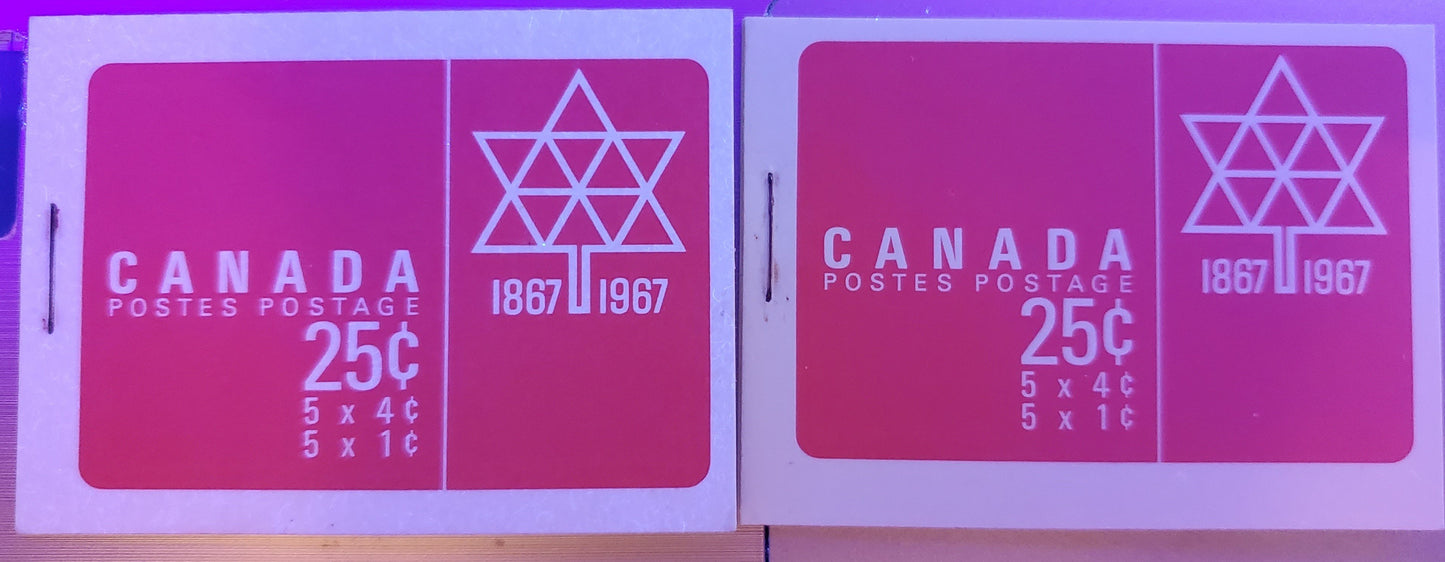 CANADA
POSTES POSTAGE
25¢
5 x 4¢
5 x 1¢
1867 1967
CANADA
POSTES POSTAGE
25¢
5 x 4¢
5 x 1¢
1867 1967